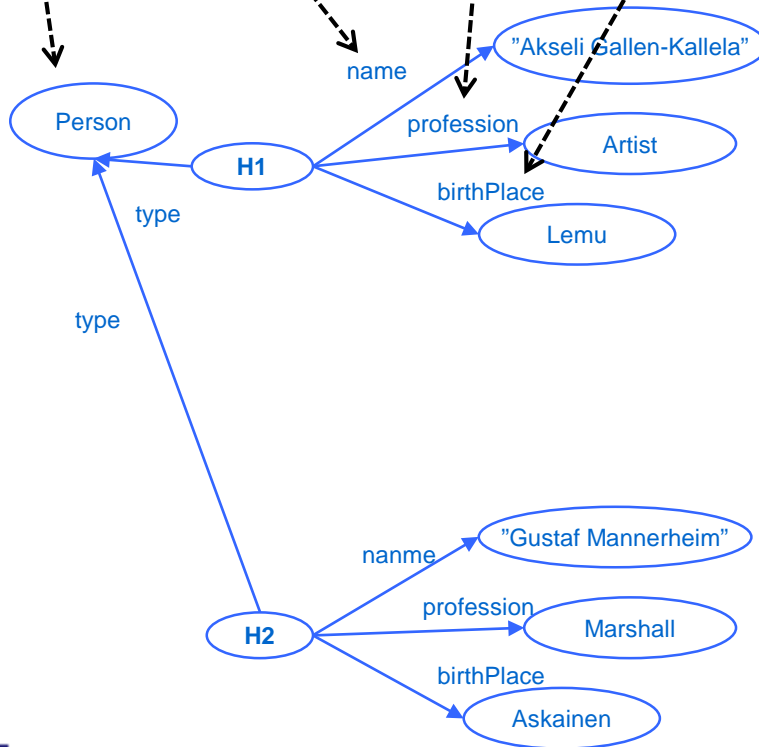 ”Akseli Gallen-Kallela”
name
Person
profession
Artist
H1
birthPlace
type
Lemu
type
”Gustaf Mannerheim”
nanme
profession
Marshall
H2
birthPlace
Askainen